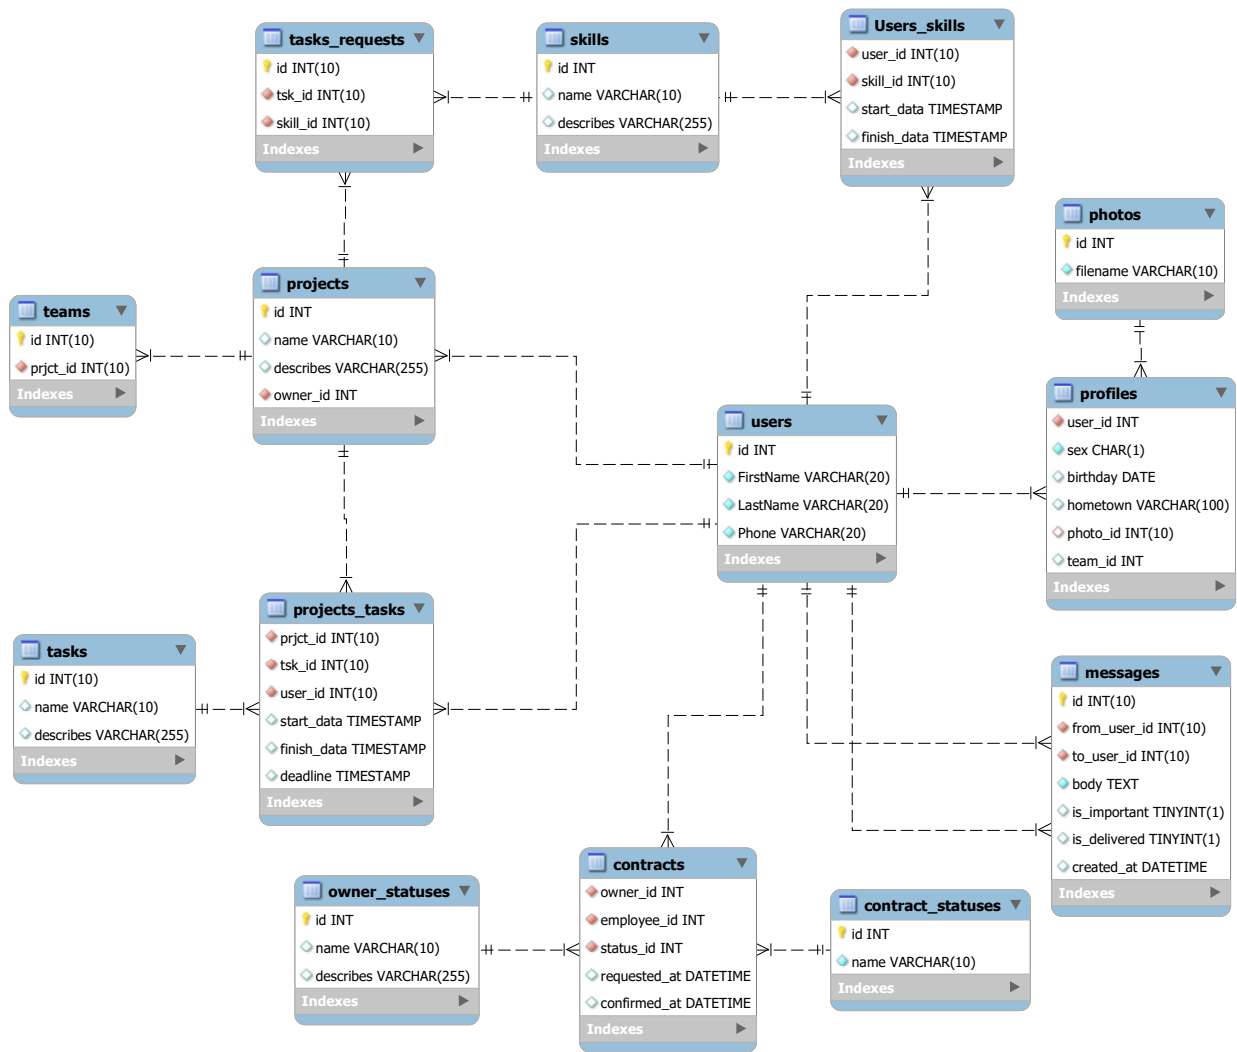 tasks_requests
id INT(10)
tsk_id INT(10)
skill_id INT(10)
Indexes
skills
id INT
name VARCHAR(10)
describes VARCHAR(255)
Indexes
Users_skills
user_id INT(10)
skill_id INT(10)
start_data TIMESTAMP
finish_data TIMESTAMP
Indexes
photos
id INT
filename VARCHAR(10)
Indexes
teams
id INT(10)
prjct_id INT(10)
Indexes
projects
id INT
name VARCHAR(10)
describes VARCHAR(255)
owner_id INT
Indexes
users
id INT
FirstName VARCHAR(20)
LastName VARCHAR(20)
Phone VARCHAR(20)
Indexes
profiles
user_id INT
sex CHAR(1)
birthday DATE
hometown VARCHAR(100)
photo_id INT(10)
team_id INT
Indexes
tasks
id INT(10)
name VARCHAR(10)
describes VARCHAR(255)
Indexes
projects_tasks
prjct_id INT(10)
tsk_id INT(10)
user_id INT(10)
start_data TIMESTAMP
finish_data TIMESTAMP
deadline TIMESTAMP
Indexes
messages
id INT(10)
from_user_id INT(10)
to_user_id INT(10)
body TEXT
is_important TINYINT(1)
is_delivered TINYINT(1)
created_at DATETIME
Indexes
owner_statuses
id INT
name VARCHAR(10)
describes VARCHAR(255)
Indexes
contracts
owner_id INT
employee_id INT
status_id INT
requested_at DATETIME
confirmed_at DATETIME
Indexes
contract_statuses
id INT
name VARCHAR(10)
Indexes